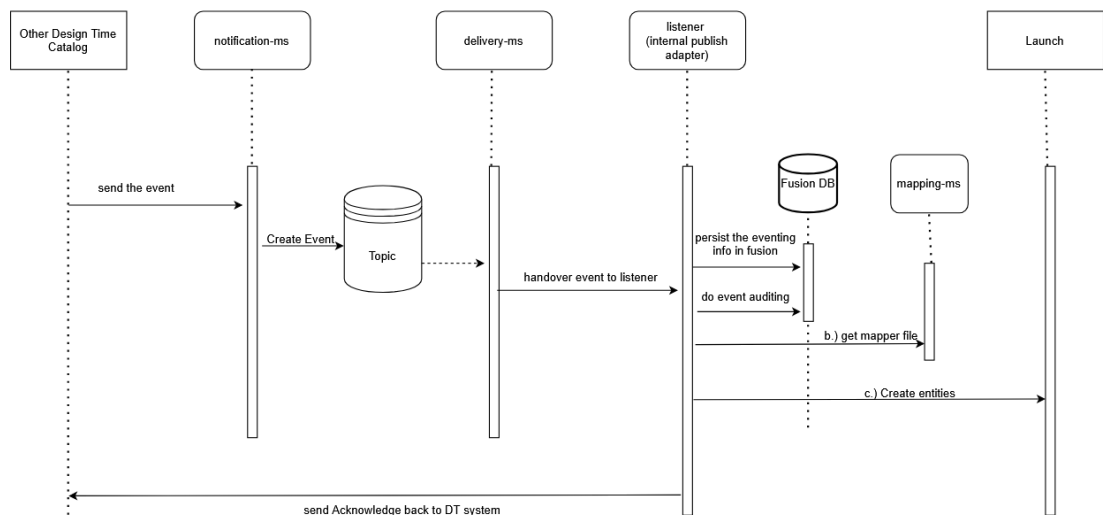 Other Design Time
Catalog
notification-ms
delivery-ms
listener
(internal publish
adapter)
Launch
Fusion DB
mapping-ms
send the event
Create Event
Topic
handover event to listener
persist the eventing
info in fusion
do event auditing
b.) get mapper file
c.) Create entities
send Acknowledge back to DT system